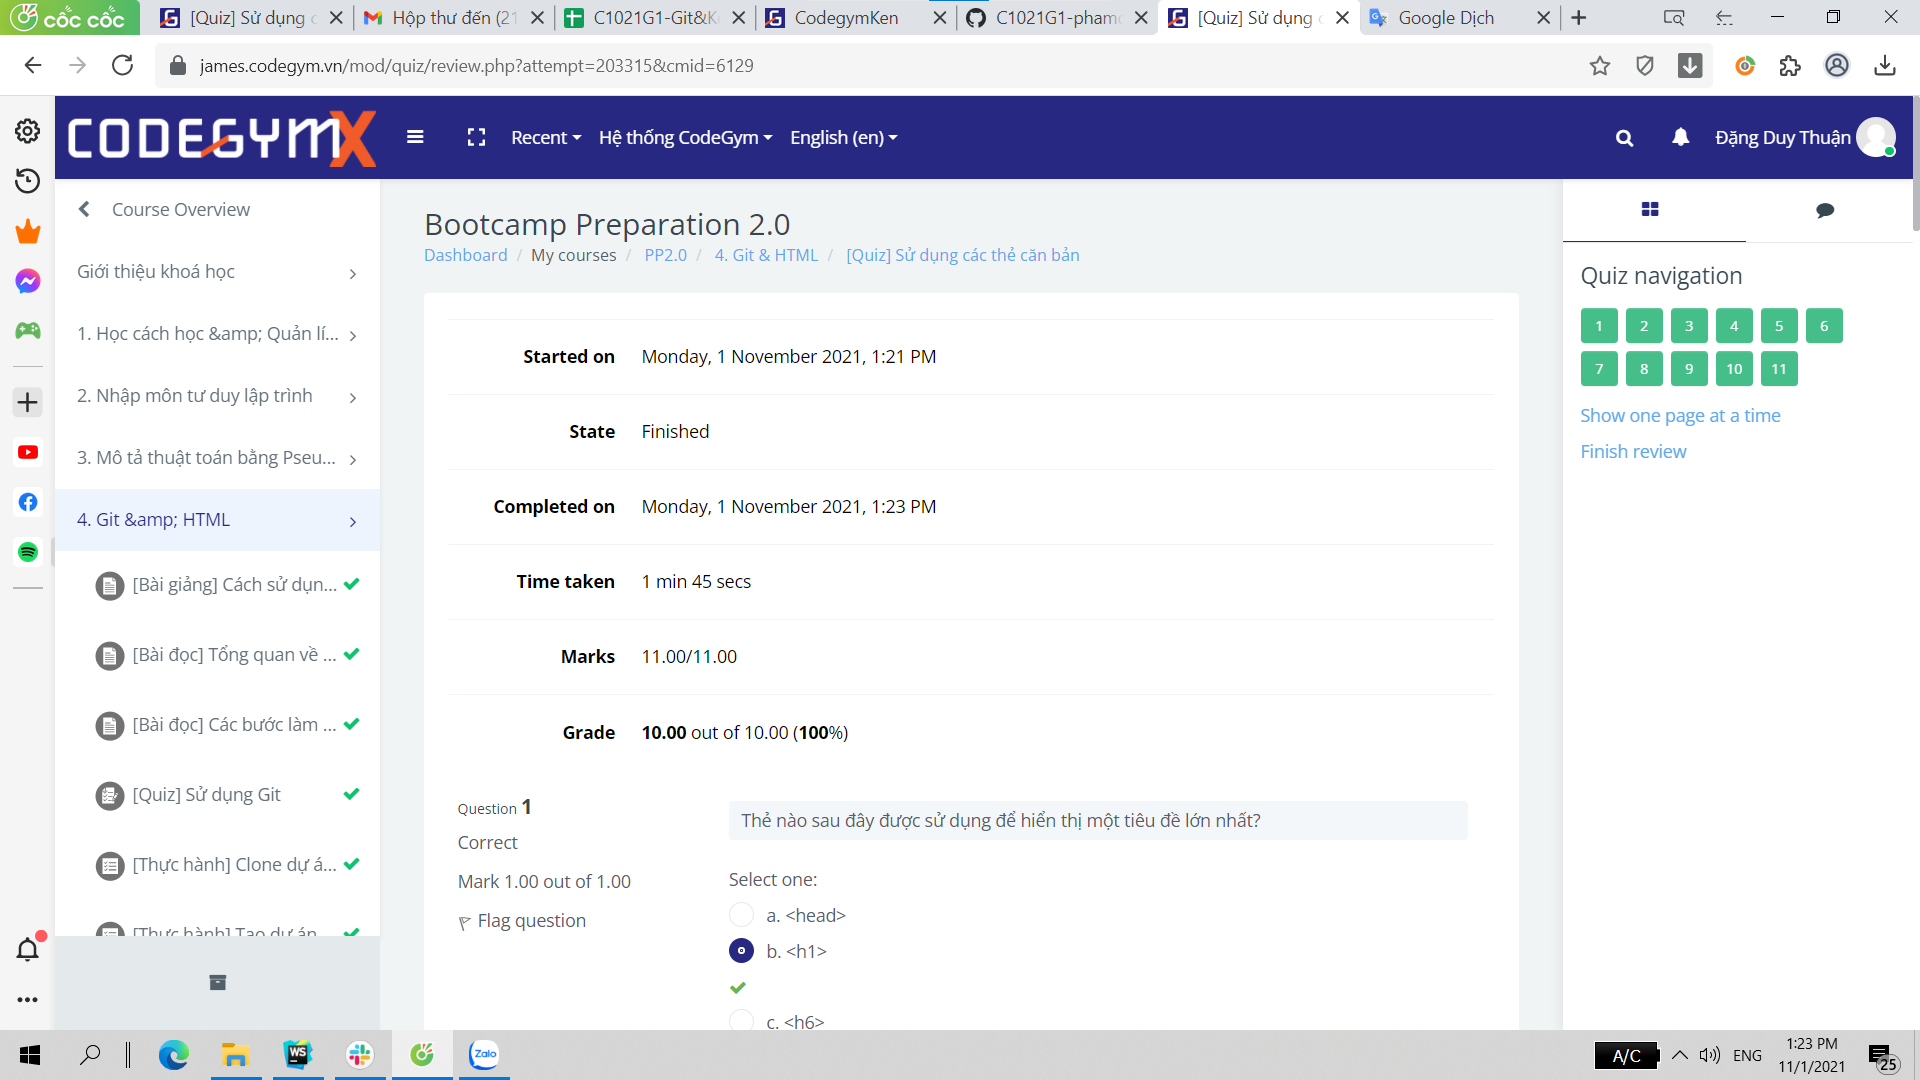 cốc cốc
[Quiz] Sử dụng c
Hộp thư đến (21
C1021G1-Git&K
CodegymKen
C1021G1-phamd
[Quiz] Sử dụng c
Google Dịch
james.codegym.vn/mod/quiz/review.php?attempt=203315&cmid=6129
CODEGYMX
Recent
Hệ thống CodeGym
English (en)
Đặng Duy Thuận
Course Overview
Giới thiệu khoá học
1. Học cách học &amp; Quản lí...
2. Nhập môn tư duy lập trình
3. Mô tả thuật toán bằng Pseu...
4. Git &amp; HTML
[Bài giảng] Cách sử dụn...
[Bài đọc] Tổng quan về ...
[Bài đọc] Các bước làm ...
[Quiz] Sử dụng Git
[Thực hành] Clone dự á...
[Thực hành] Tạo dự án
Bootcamp Preparation 2.0
Dashboard / My courses / PP2.0 / 4. Git & HTML / [Quiz] Sử dụng các thẻ căn bản
Started on Monday, 1 November 2021, 1:21 PM
State Finished
Completed on Monday, 1 November 2021, 1:23 PM
Time taken 1 min 45 secs
Marks 11.00/11.00
Grade 10.00 out of 10.00 (100%)
Question 1
Correct
Mark 1.00 out of 1.00
Flag question
Thẻ nào sau đây được sử dụng để hiển thị một tiêu đề lớn nhất?
Select one:
a. <head>
b. <h1>
c. <h6>
Quiz navigation
1 2 3 4 5 6
7 8 9 10 11
Show one page at a time
Finish review
WS
Zalo
A/C
ENG
1:23 PM
11/1/2021
25